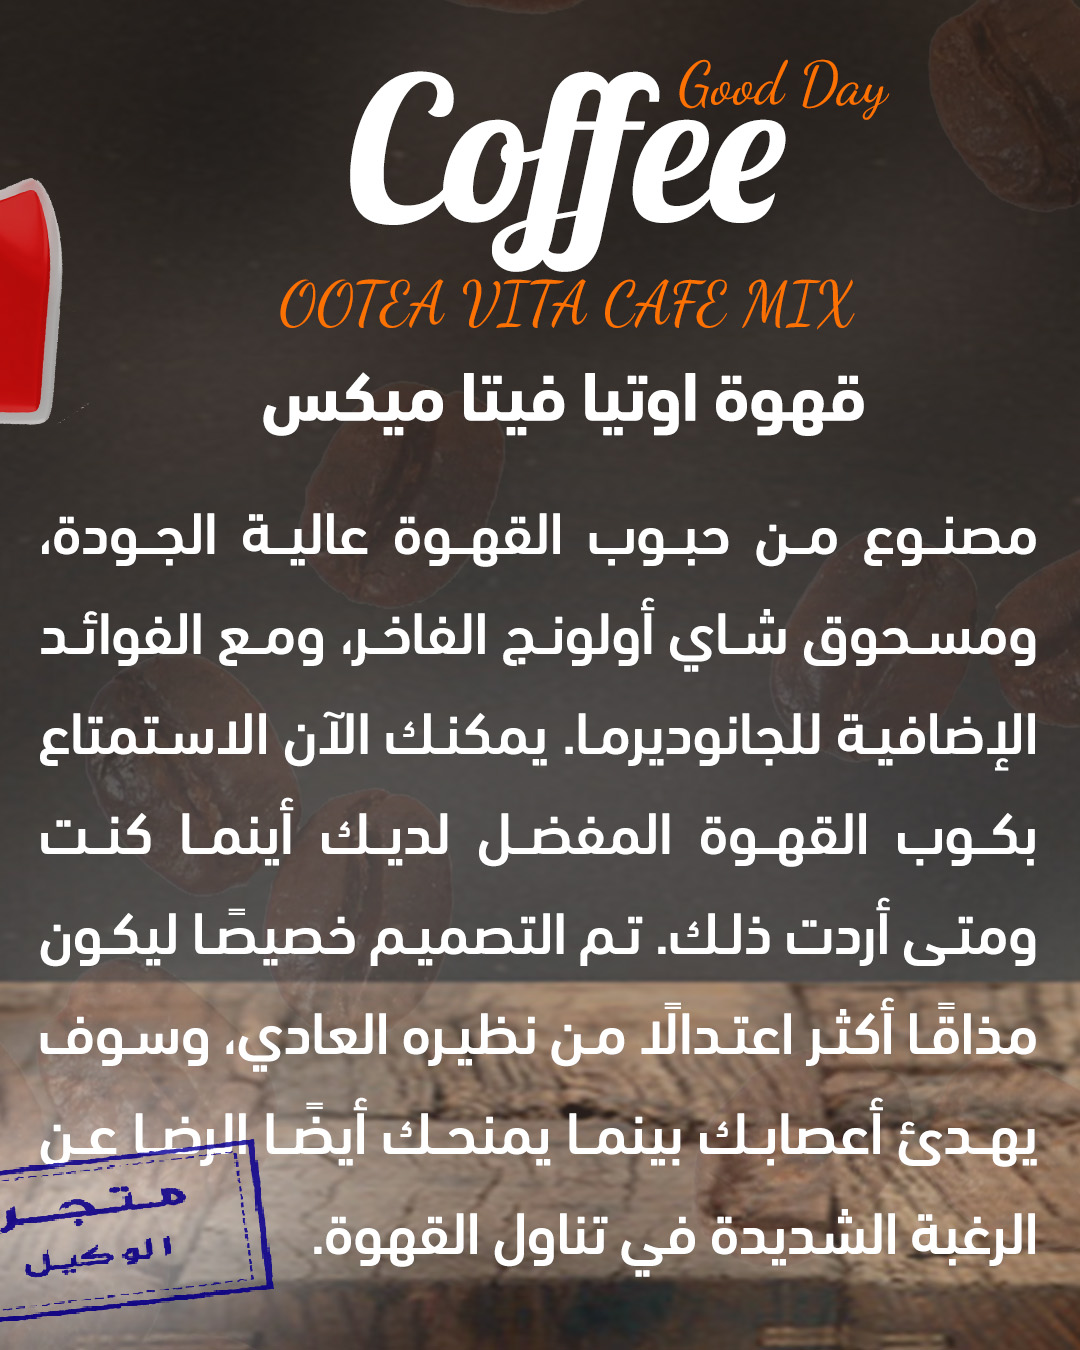 Good Day
Coffee
OOTEA VITA CAFE MIX
قهوة اوتيا فيتا ميكس
مصنوع من حبوب القهوة عالية الجودة،
ومسحوق شاي أولونج الفاخر، ومع الفوائد
الإضافية للجانوديرما. يمكنك الآن الاستمتاع
بكوب القهوة المفضل لديك أينما كنت
ومتى أردت ذلك. تم التصميم خصيصًا ليكون
مذاقًا أكثر اعتدالًا من نظيره العادي، وسوف
يهدئ أعصابك بينما يمنحك أيضًا الرضا عن
الرغبة الشديدة في تناول القهوة.
متجر
الوكيل